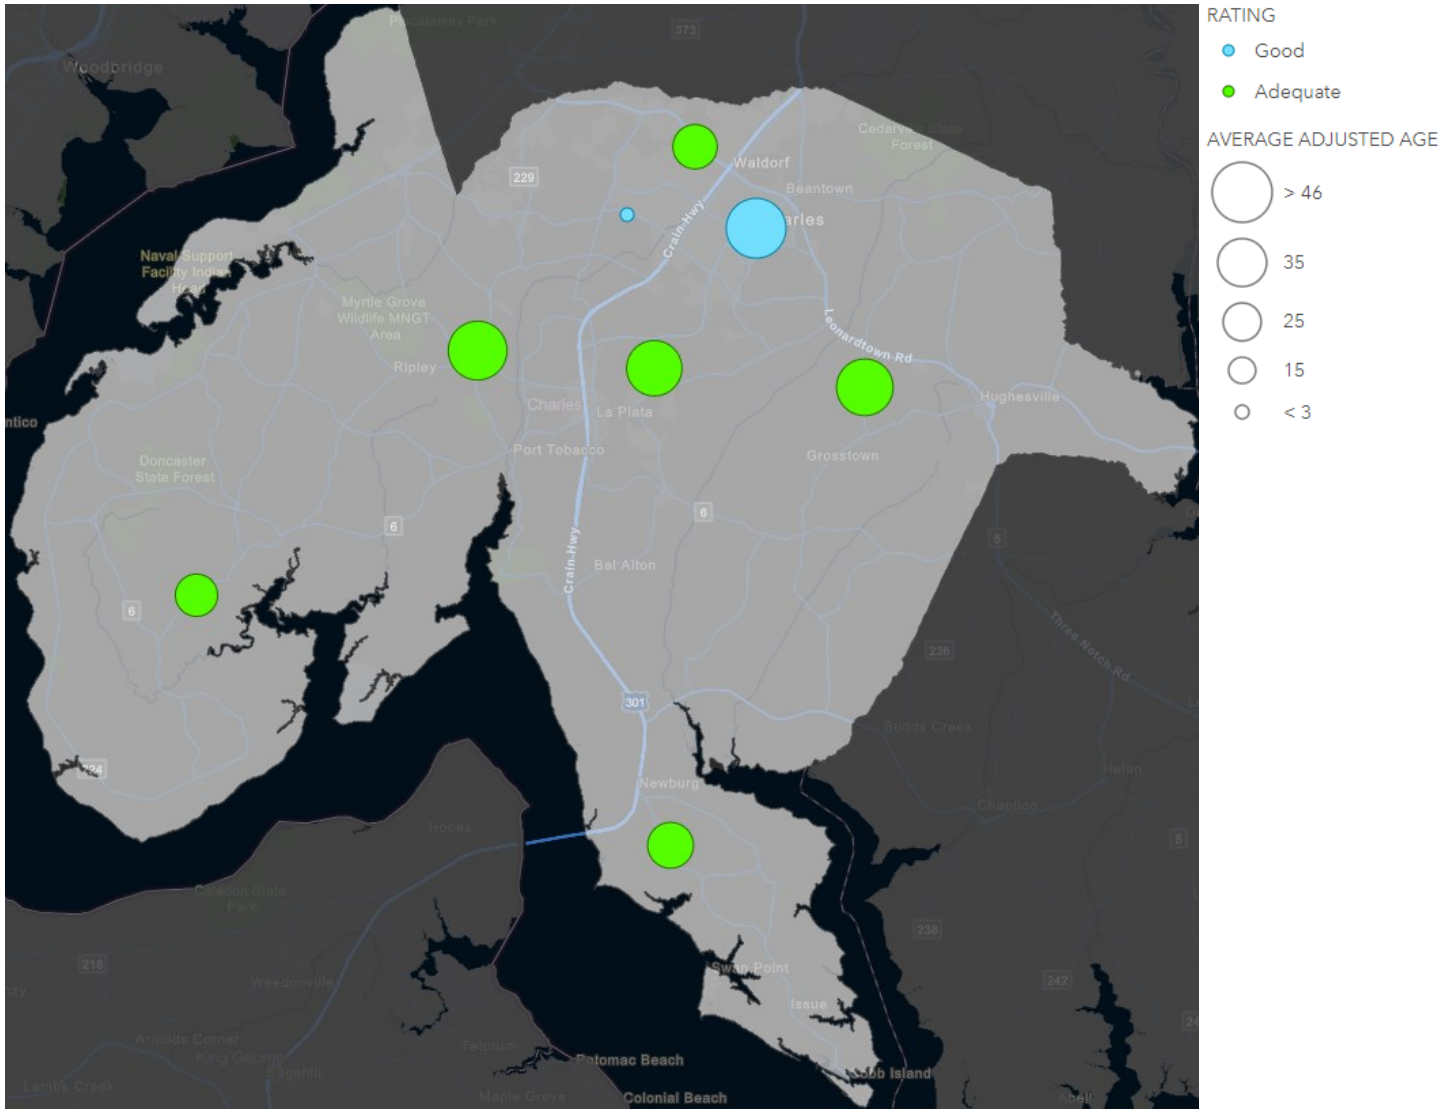 Piscataway Park
373
Woodbridge
Cedarville State
Forest
Waldorf
229
Beantown
arles
Crain Hwy
Naval Support
Facility Indian
Head
Myrtle Grove
Wildlife MNGT
Area
Leonardtown Rd
Ripley
Hughesville
Charles
La Plata
ntico
Port Tobacco
Grosstown
Doncaster
State Forest
6
6
5
Crain Hwy
Bel Alton
6
Three Notch Rd
236
301
Budds Creek
224
Helen
Newburg
Chaptico
Hooes
5
Caledon State
Park
238
218
Swan Point
242
Weedonville
Issue
24
Arnolds Corner
King George
Tetotum
Potomac Beach
Edgehill
Cobb Island
Lambs Creek
Maple Grove
Colonial Beach
Abell
RATING
Good
Adequate
AVERAGE ADJUSTED AGE
> 46
35
25
15
< 3